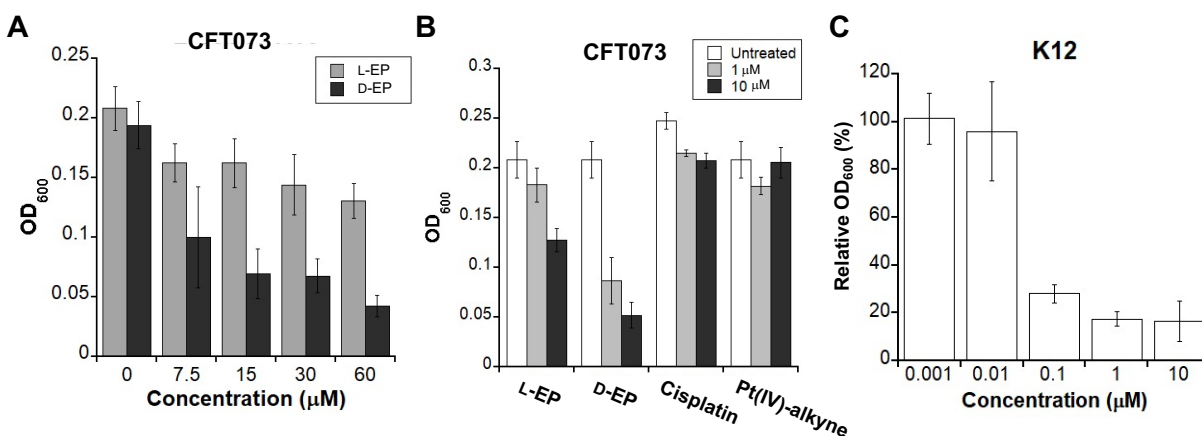 A
CFT073
0.25
0.2
0.15
0.1
0.05
0
OD600
L-EP
D-EP
0 7.5 15 30 60
Concentration (μM)
B
CFT073
0.3
0.25
0.2
0.15
0.1
0.05
0
OD600
Untreated
1 μM
10 μM
L-EP D-EP Cisplatin Pt(IV)-alkyne
C
K12
120
100
80
60
40
20
0
Relative OD600 (%)
0.001 0.01 0.1 1 10
Concentration (μM)